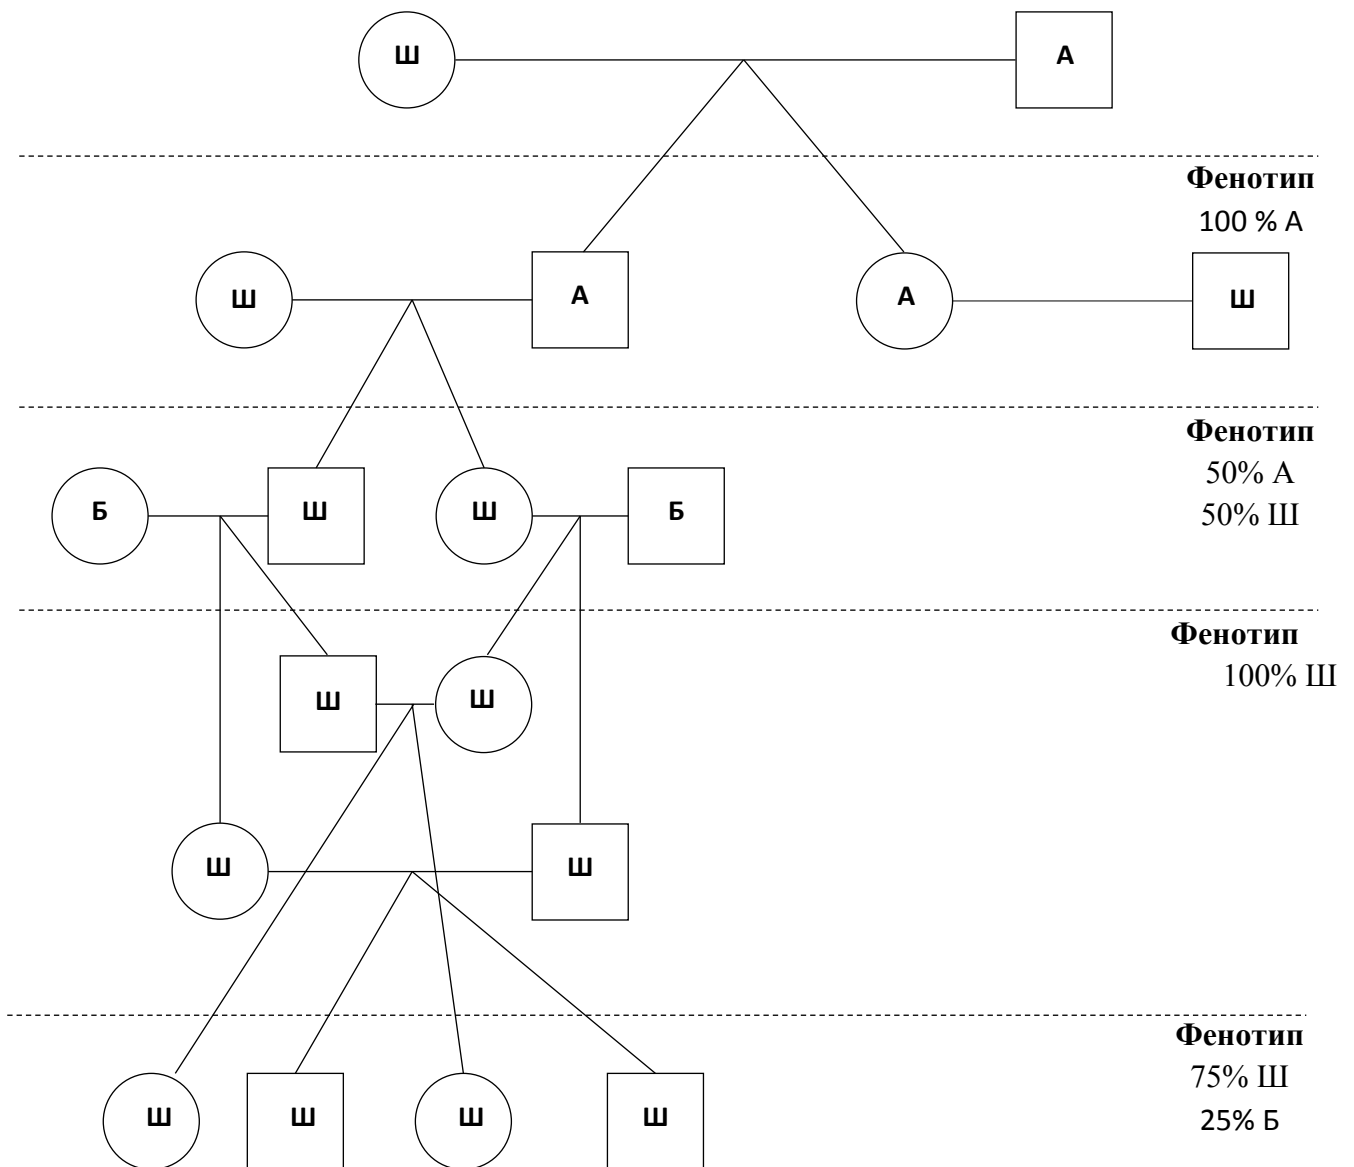 Ш А
Фенотип
100 % А
Ш А А Ш
Фенотип
50% А
50% Ш
Б Ш Ш Б
Фенотип
100% Ш
Ш Ш
Ш Ш
Фенотип
75% Ш
25% Б
Ш Ш Ш Ш